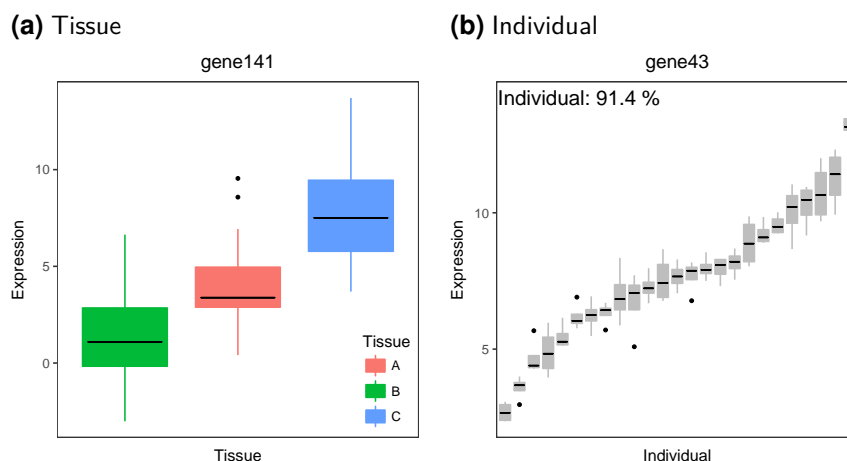 (a) Tissue
gene141
Expression
10
5
0
Tissue
A
B
C
Tissue
(b) Individual
gene43
Individual: 91.4 %
Expression
10
5
Individual